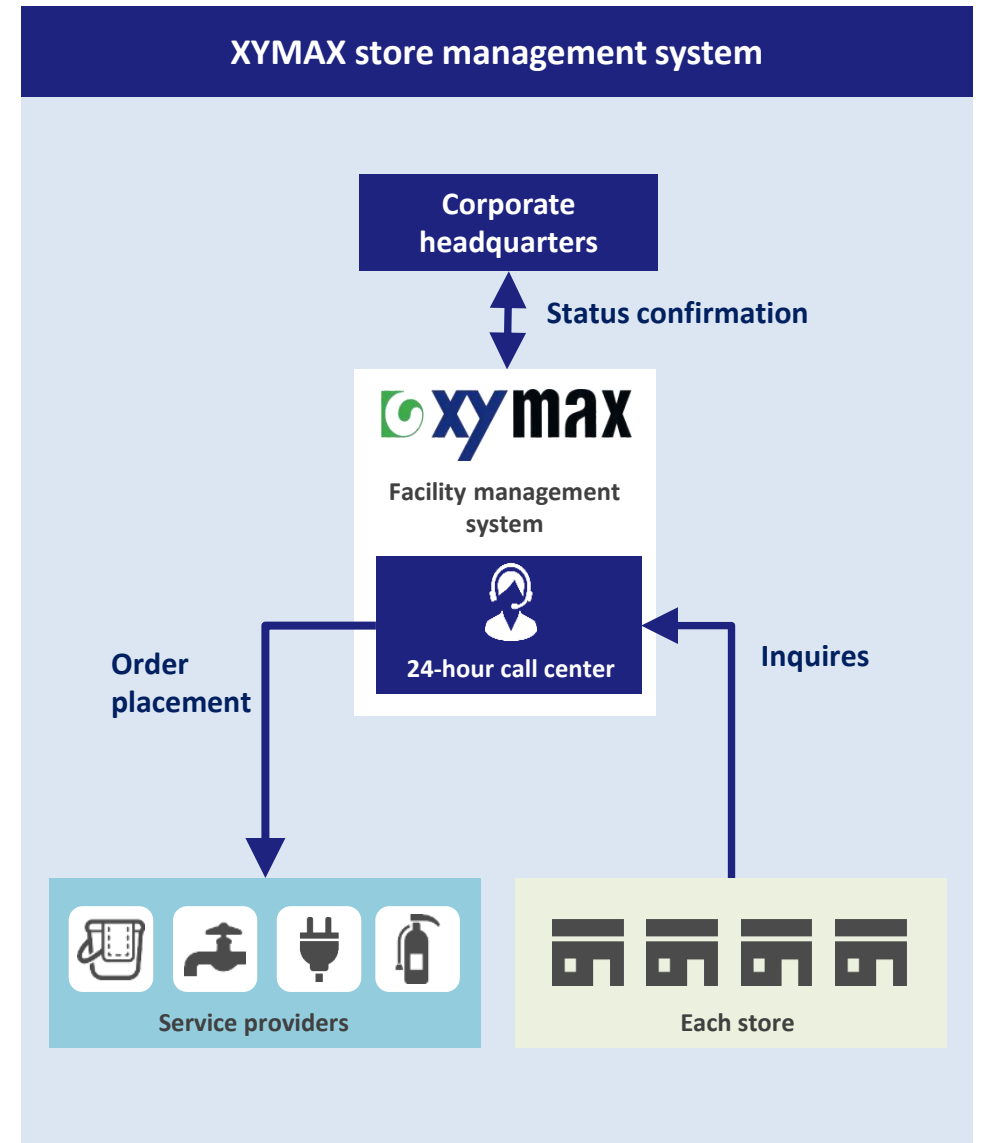 XYMAX store management system
Corporate
headquarters
Status confirmation
xymax
Facility management
system
24-hour call center
Order
placement
Inquires
Service providers
Each store